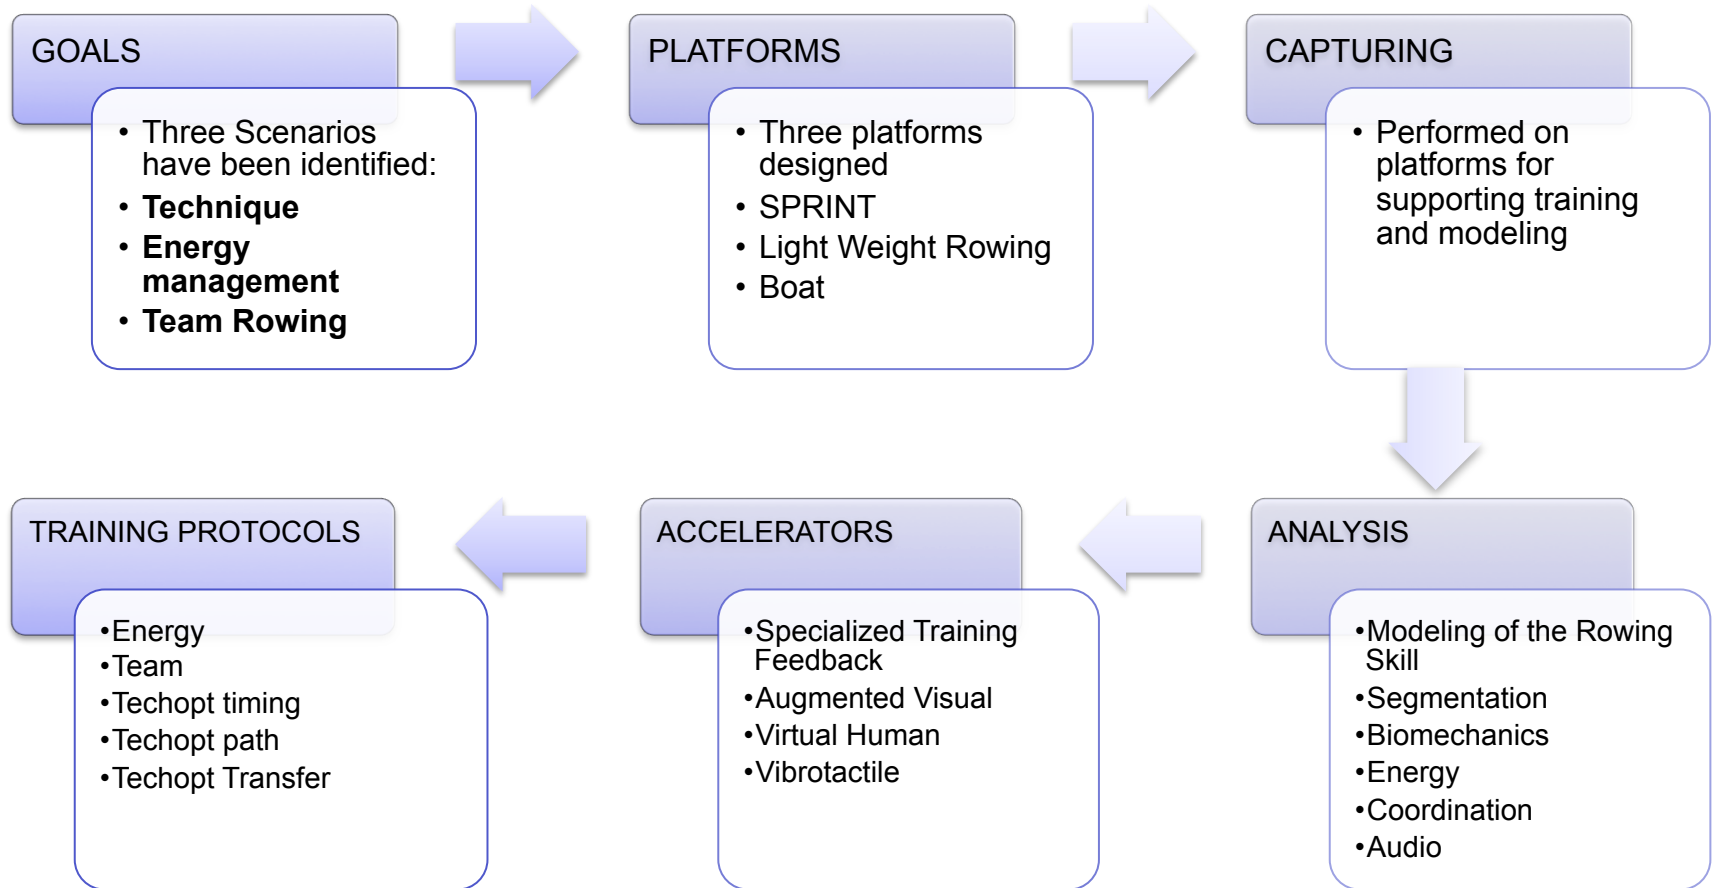 GOALS
• Three Scenarios
have been identified:
• Technique
• Energy
management
• Team Rowing
PLATFORMS
• Three platforms
designed
• SPRINT
• Light Weight Rowing
• Boat
CAPTURING
• Performed on
platforms for
supporting training
and modeling
TRAINING PROTOCOLS
•Energy
•Team
•Techopt timing
•Techopt path
•Techopt Transfer
ACCELERATORS
•Specialized Training
Feedback
•Augmented Visual
•Virtual Human
•Vibrotactile
ANALYSIS
•Modeling of the Rowing
Skill
•Segmentation
•Biomechanics
•Energy
•Coordination
•Audio